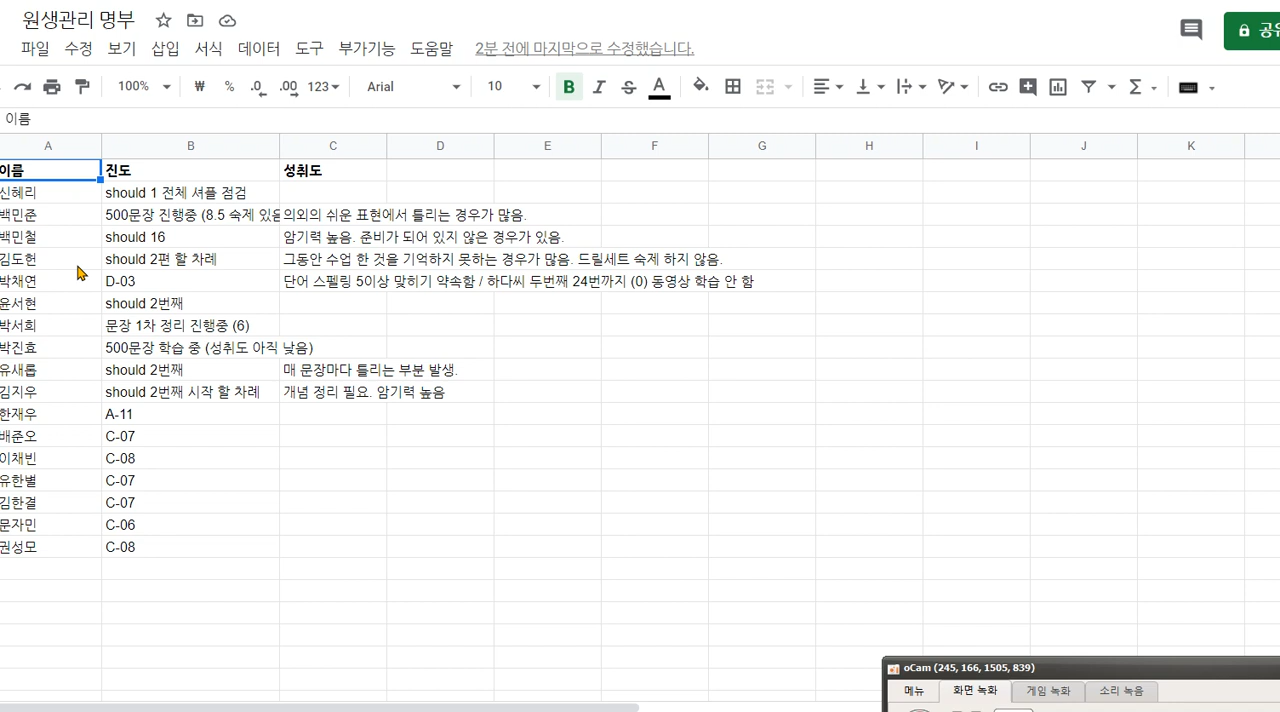 원생관리 명부
파일 수정 보기 삽입 서식 데이터 도구 부가기능 도움말 2분 전에 마지막으로 수정했습니다.
공유
100% ₩ % .0 .00 123 Arial 10 B I S A Σ
이름
A B C D E F G H I J K
이름 진도 성취도
신혜리 should 1 전체 셔플 점검
백민준 500문장 진행중 (8.5 숙제 있음 의외의 쉬운 표현에서 틀리는 경우가 많음.
백민철 should 16 암기력 높음. 준비가 되어 있지 않은 경우가 있음.
김도헌 should 2편 할 차례 그동안 수업 한 것을 기억하지 못하는 경우가 많음. 드릴세트 숙제 하지 않음.
박채연 D-03 단어 스펠링 5이상 맞히기 약속함 / 하다씨 두번째 24번까지 (0) 동영상 학습 안 함
윤서현 should 2번째
박서희 문장 1차 정리 진행중 (6)
박진효 500문장 학습 중 (성취도 아직 낮음)
유새롭 should 2번째 매 문장마다 틀리는 부분 발생.
김지우 should 2번째 시작 할 차례 개념 정리 필요. 암기력 높음
한재우 A-11
배준오 C-07
이채빈 C-08
유한별 C-07
김한결 C-07
문자민 C-06
권성모 C-08
oCam (245, 166, 1505, 839)
메뉴 화면 녹화 게임 녹화 소리 녹음